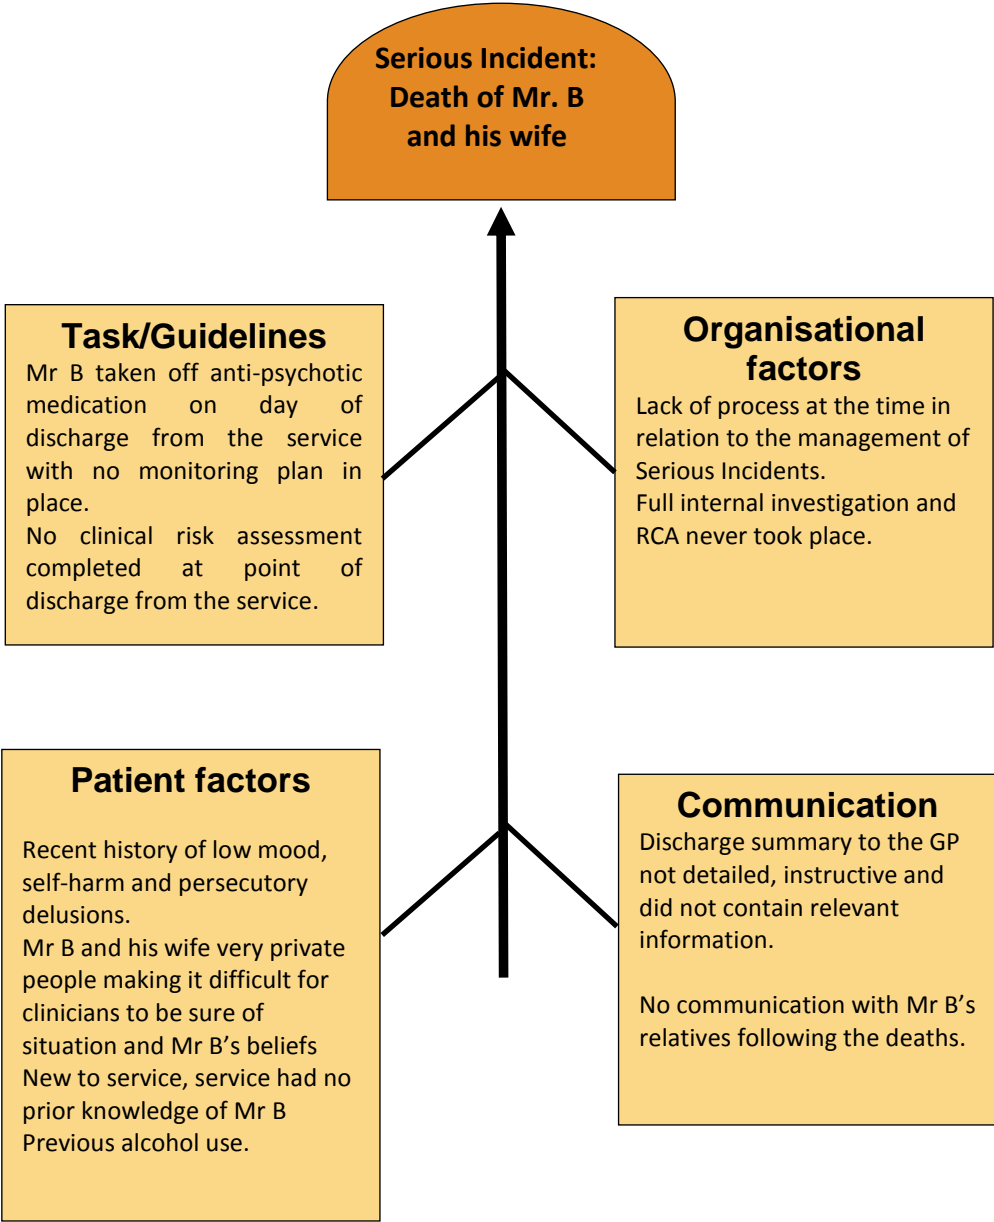 Serious Incident:
Death of Mr. B
and his wife
Task/Guidelines
Mr B taken off anti-psychotic
medication on day of
discharge from the service
with no monitoring plan in
place.
No clinical risk assessment
completed at point of
discharge from the service.
Organisational
factors
Lack of process at the time in
relation to the management of
Serious Incidents.
Full internal investigation and
RCA never took place.
Patient factors
Recent history of low mood,
self-harm and persecutory
delusions.
Mr B and his wife very private
people making it difficult for
clinicians to be sure of
situation and Mr B’s beliefs
New to service, service had no
prior knowledge of Mr B
Previous alcohol use.
Communication
Discharge summary to the GP
not detailed, instructive and
did not contain relevant
information.
No communication with Mr B’s
relatives following the deaths.